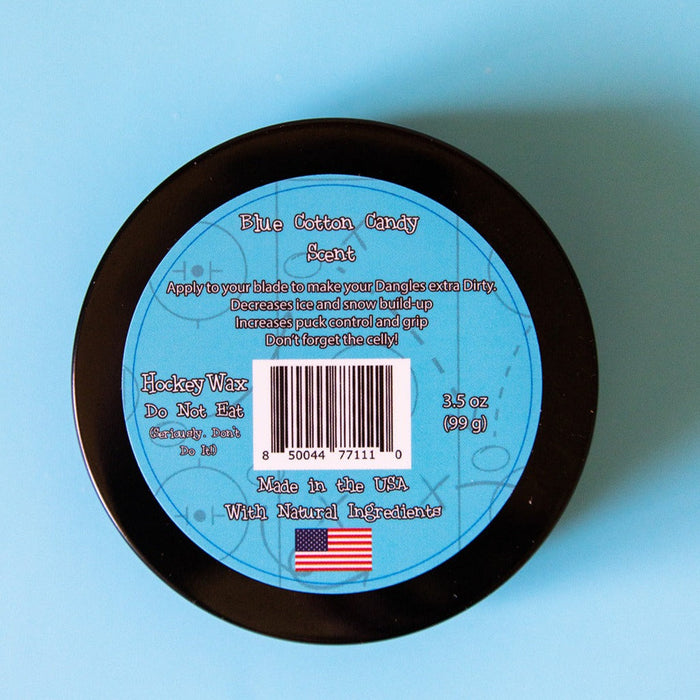 Blue Cotton Candy
Scent
Apply to your blade to make your Dangles extra Dirty.
Decreases ice and snow build-up
Increases puck control and grip
Don't forget the celly!
Hockey Wax
Do Not Eat
(Seriously. Don't
Do It!)
8 50044 77111 0
3.5 oz
(99 g)
Made in the USA
With Natural Ingredients